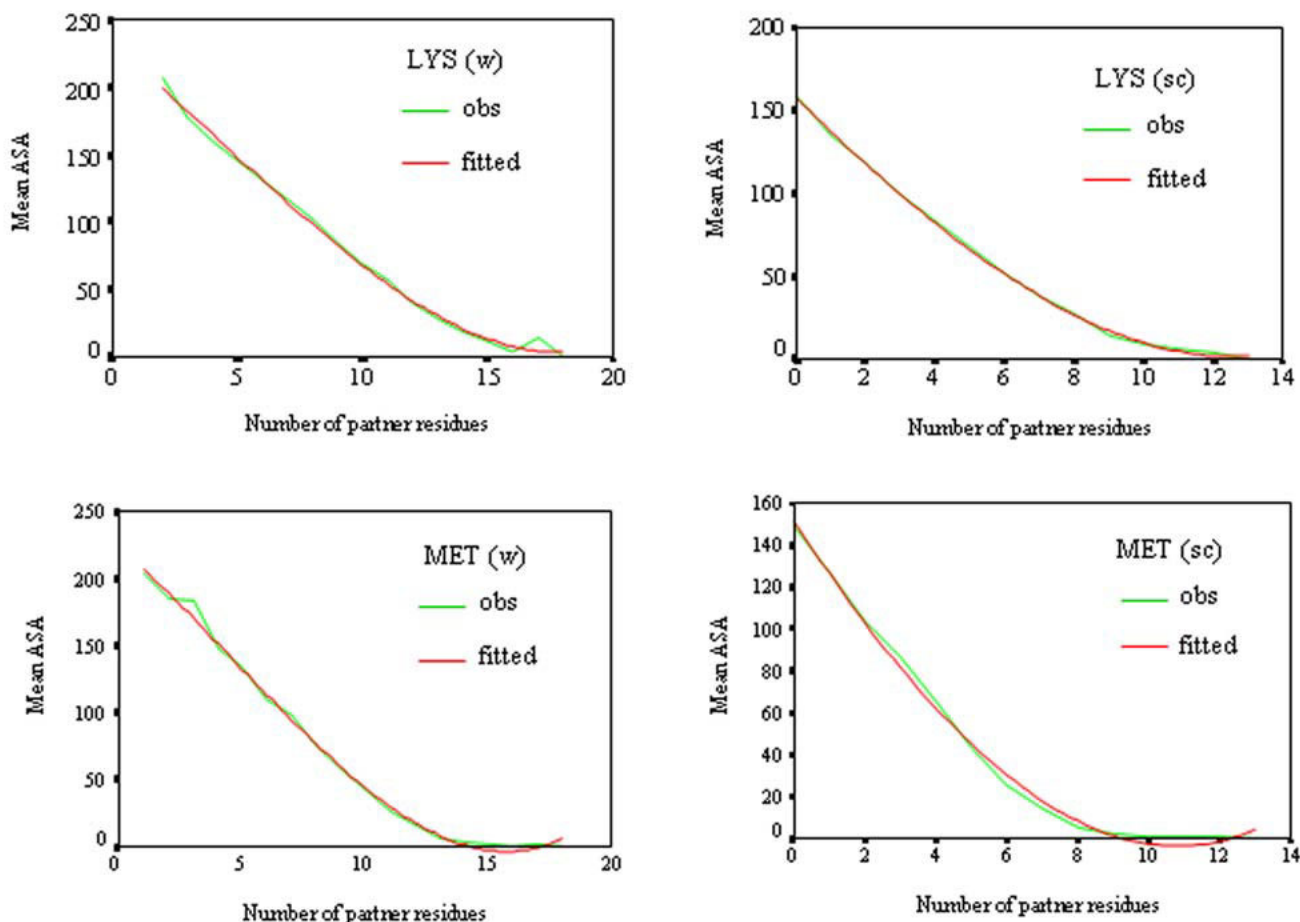 250
200
150
100
50
0
Mean ASA
LYS (w)
obs
fitted
0 5 10 15 20
Number of partner residues
200
150
100
50
0
Mean ASA
LYS (sc)
obs
fitted
0 2 4 6 8 10 12 14
Number of partner residues
250
200
150
100
50
0
Mean ASA
MET (w)
obs
fitted
0 5 10 15 20
Number of partner residues
160
140
120
100
80
60
40
20
0
Mean ASA
MET (sc)
obs
fitted
0 2 4 6 8 10 12 14
Number of partner residues